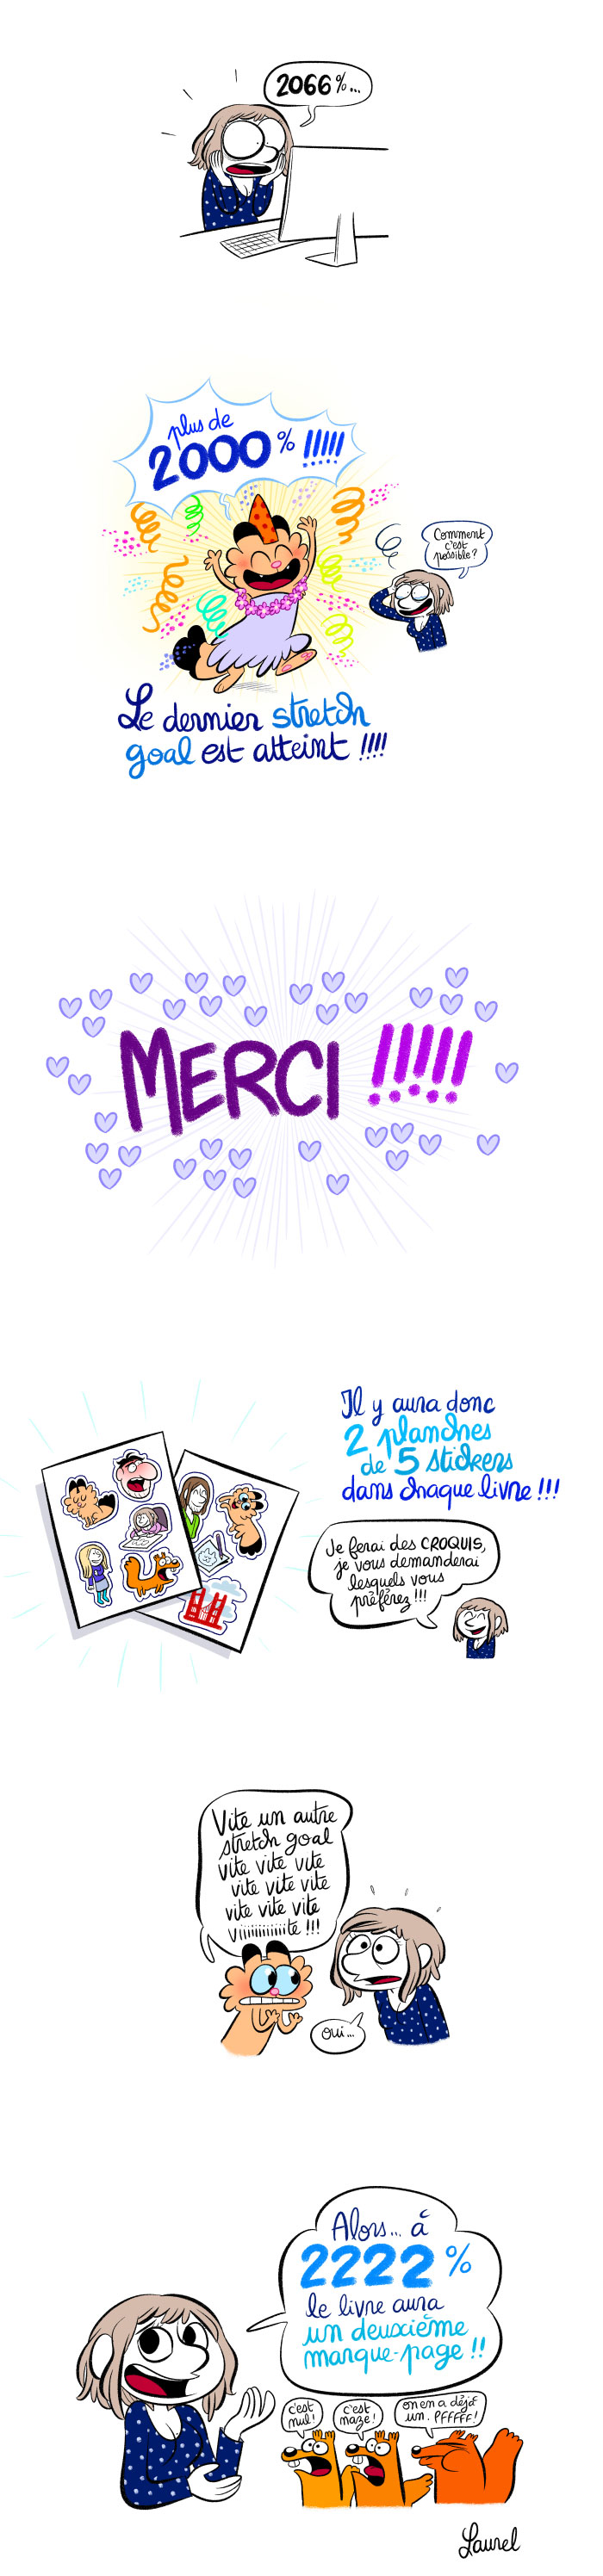 2066%...
plus de
2000% !!!!!
Comment
c'est
possible?
Le dernier stretch
goal est atteint !!!!
MERCI !!!!!
Il y aura donc
2 planches
de 5 stickers
dans chaque livre !!!
Je ferai des CROQUIS,
je vous demanderai
lesquels vous
préférez !!!
Vite un autre
stretch goal
vite vite vite
vite vite vite
vite vite vite
Viiiiiiiiiiiite !!!
oui...
Alors... à
2222%
le livre aura
un deuxième
marque-page !!
c'est
nul!
c'est
naze!
on en a déjà
un. PFFFFF!
Laurel